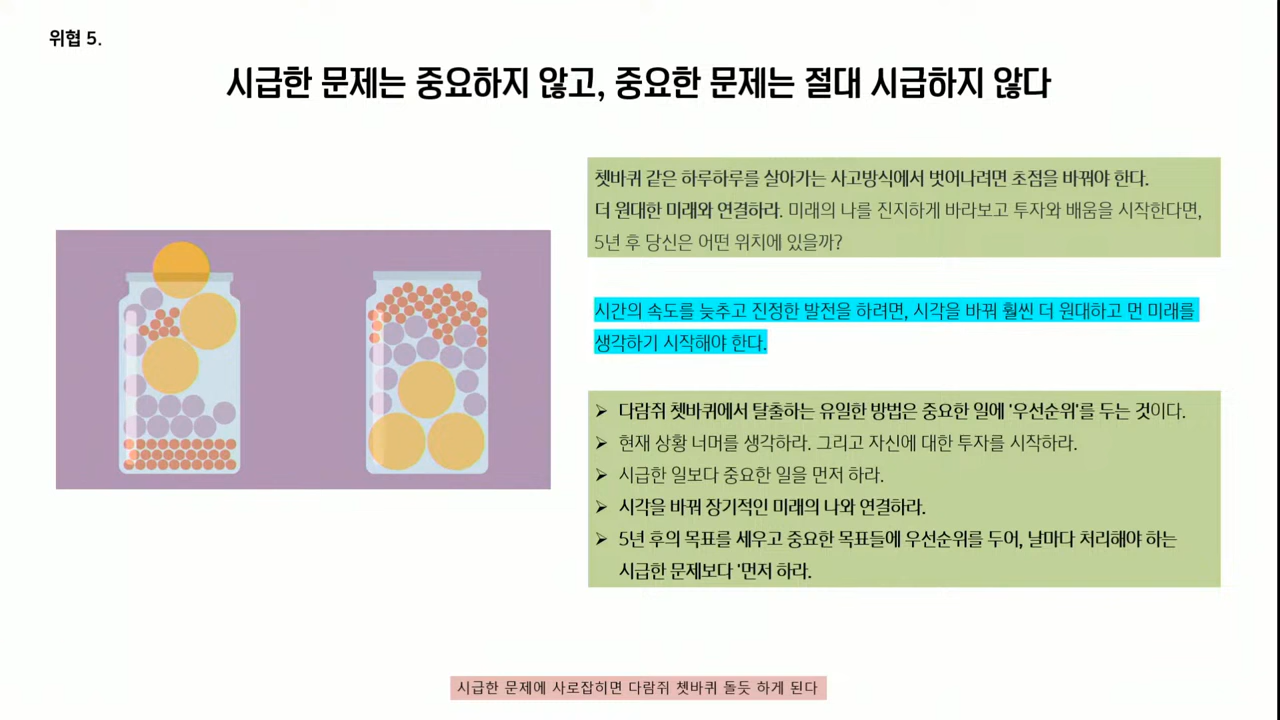 위협 5.
시급한 문제는 중요하지 않고, 중요한 문제는 절대 시급하지 않다
쳇바퀴 같은 하루하루를 살아가는 사고방식에서 벗어나려면 초점을 바꿔야 한다.
더 원대한 미래와 연결하라. 미래의 나를 진지하게 바라보고 투자와 배움을 시작한다면,
5년 후 당신은 어떤 위치에 있을까?
시간의 속도를 늦추고 진정한 발전을 하려면, 시각을 바꿔 훨씬 더 원대하고 먼 미래를
생각하기 시작해야 한다.
➢ 다람쥐 쳇바퀴에서 탈출하는 유일한 방법은 중요한 일에 '우선순위'를 두는 것이다.
➢ 현재 상황 너머를 생각하라. 그리고 자신에 대한 투자를 시작하라.
➢ 시급한 일보다 중요한 일을 먼저 하라.
➢ 시각을 바꿔 장기적인 미래의 나와 연결하라.
➢ 5년 후의 목표를 세우고 중요한 목표들에 우선순위를 두어, 날마다 처리해야 하는
시급한 문제보다 '먼저 하라.
시급한 문제에 사로잡히면 다람쥐 쳇바퀴 돌듯 하게 된다